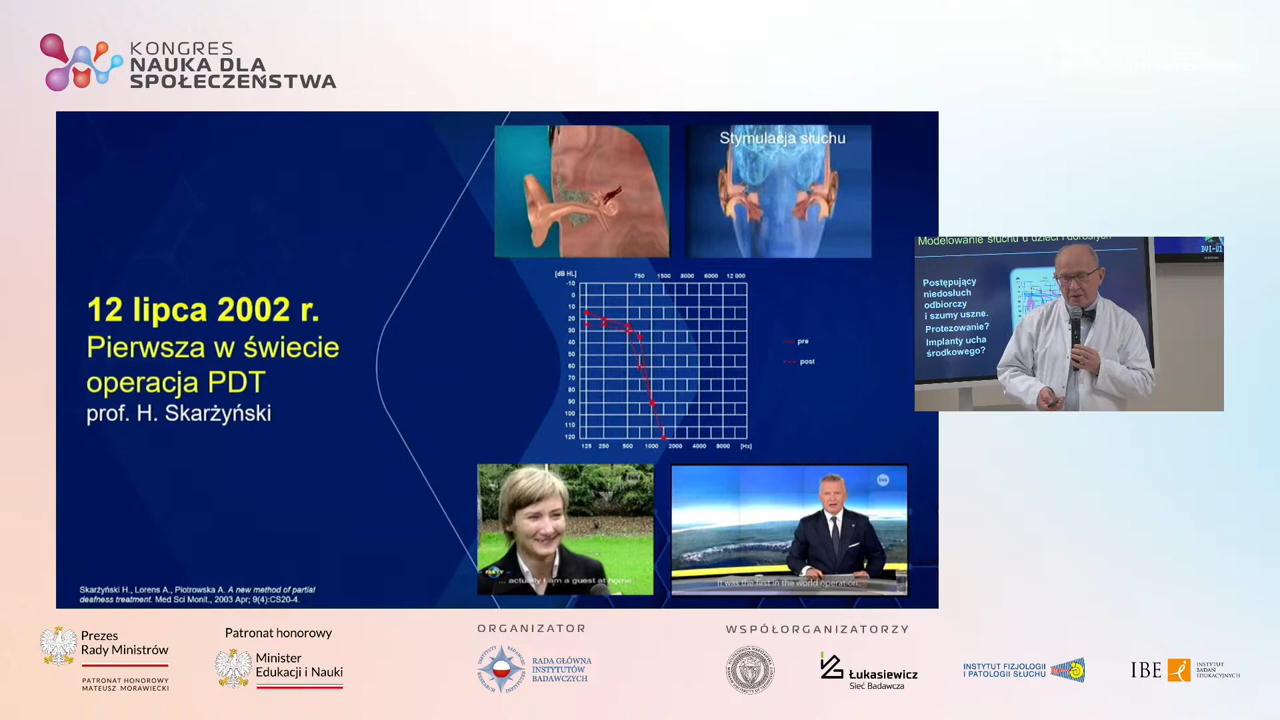 KONGRES
NAUKA DLA
SPOŁECZEŃSTWA
Stymulacja słuchu
12 lipca 2002 r.
Pierwsza w świecie
operacja PDT
prof. H. Skarżyński
[dB HL]
750 1500 3000 6000 12 000
-10
0
10
20
30
40
50
60
70
80
90
100
110
120
125 250 500 1000 2000 4000 8000 [Hz]
pre
post
... actually I am a guest at home
It was the first in the world operation.
Skarżyński H., Lorens A., Piotrowska A. A new method of partial
deafness treatment. Med Sci Monit., 2003 Apr; 9(4):CS20-4.
Modelowanie słuchu u dzieci i dorosłych
Postępujący
niedosłuch
odbiorczy
i szumy uszne.
Protezowanie?
Implanty ucha
środkowego?
Prezes
Rady Ministrów
PATRONAT HONOROWY
MATEUSZ MORAWIECKI
Patronat honorowy
Minister
Edukacji i Nauki
ORGANIZATOR
RADA GŁÓWNA
INSTYTUTÓW
BADAWCZYCH
WSPÓŁORGANIZATORZY
Łukasiewicz
Sieć Badawcza
INSTYTUT FIZJOLOGII
I PATOLOGII SŁUCHU
IBE
INSTYTUT
BADAŃ
EDUKACYJNYCH